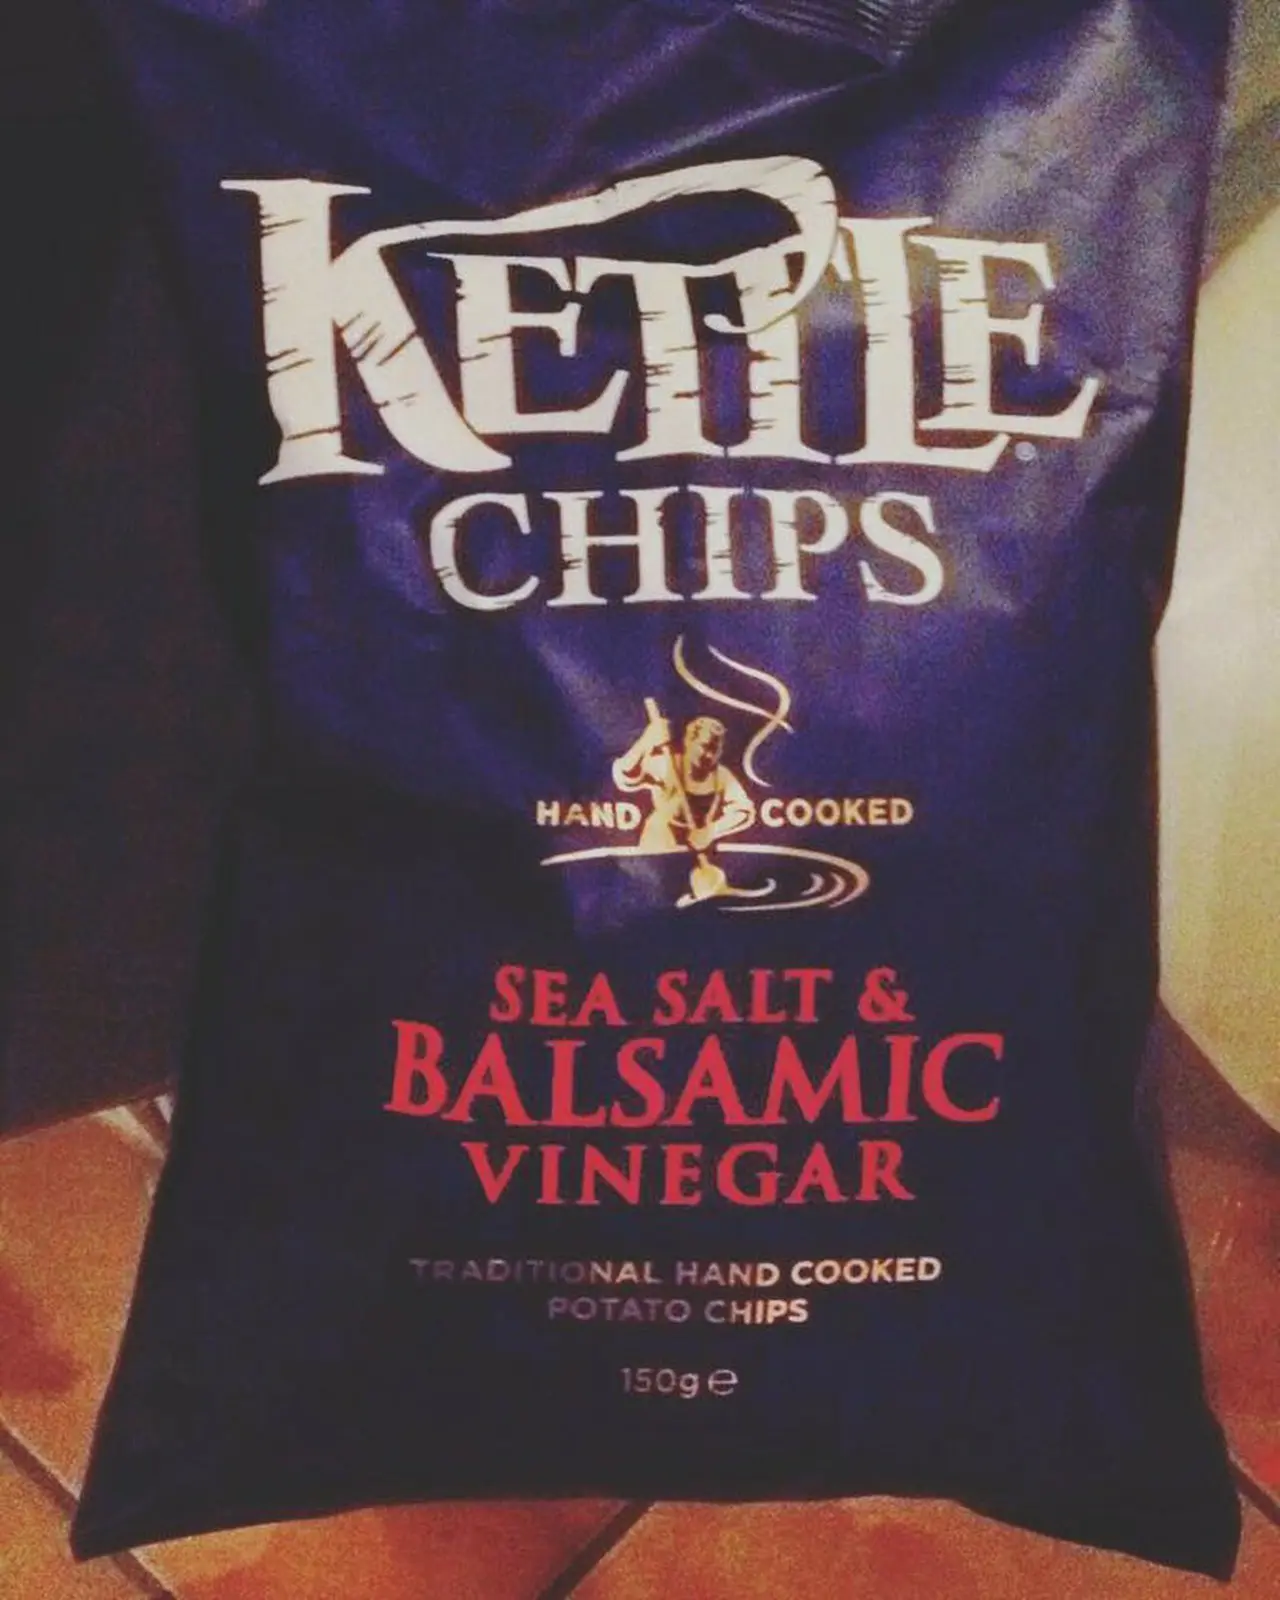 KETTLE
CHIPS
HAND COOKED
SEA SALT &
BALSAMIC
VINEGAR
TRADITIONAL HAND COOKED
POTATO CHIPS
150g ℮